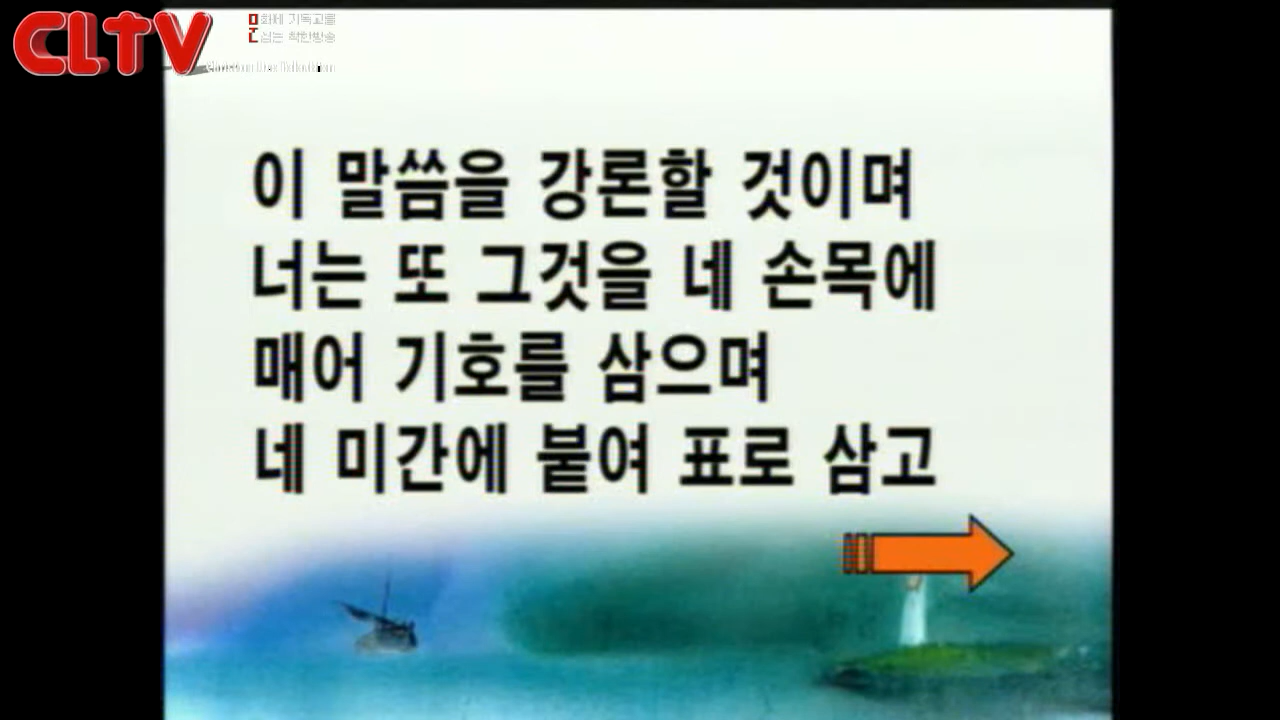 CLTV
이 말씀을 강론할 것이며
너는 또 그것을 네 손목에
매어 기호를 삼으며
네 미간에 붙여 표로 삼고